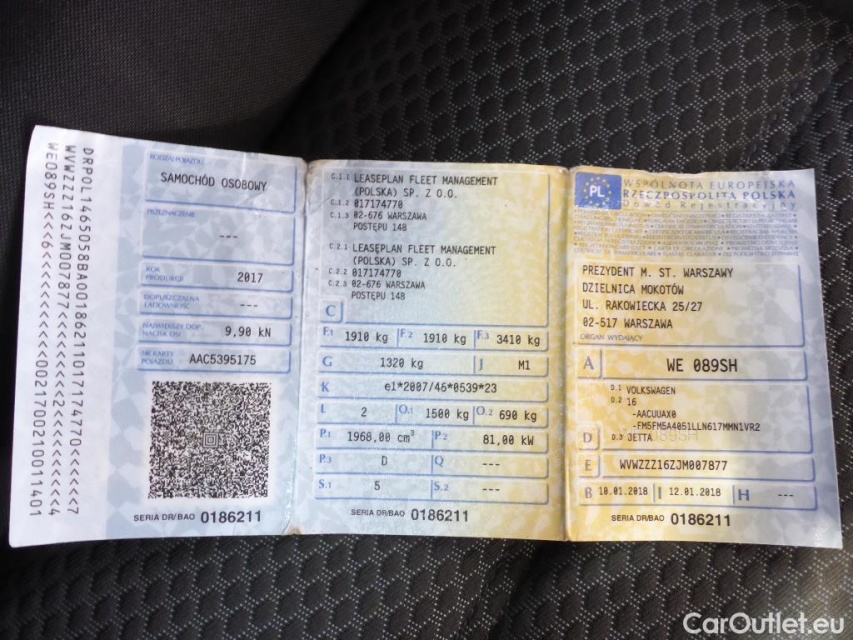 DRPOL1465058BA0018621101717477 0<<<<<<7
WVWZZZ16ZJM007877
WE089SH<<6
00021100210011401
RODZAJ POJAZDU
SAMOCHÓD OSOBOWY
PRZEZNACZENIE
---
ROK PRODUKCJI
2017
DOPUSZCZALNA ŁADOWNOŚĆ
---
NAJWIĘKSZY DOP. NACISK OSI
9,90 kN
NR KARTY POJAZDU
AAC5395175
SERIA DR/BAO 0186211
C.1.1 LEASEPLAN FLEET MANAGEMENT
(POLSKA) SP. Z O.O.
C.1.2 017174770
C.1.3 02-676 WARSZAWA
POSTĘPU 14B
C.2.1 LEASEPLAN FLEET MANAGEMENT
(POLSKA) SP. Z O.O.
C.2.2 017174770
C.2.3 02-676 WARSZAWA
POSTĘPU 14B
C
F.1 1910 kg F.2 1910 kg F.3 3410 kg
G 1320 kg J M1
K e1*2007/46*0539*23
L 2 O.1 1500 kg O.2 690 kg
P.1 1968,00 cm³ P.2 81,00 kW
P.3 D Q ---
S.1 5 S.2 ---
SERIA DR/BAO 0186211
PL
WSPÓLNOTA EUROPEJSKA
RZECZPOSPOLITA POLSKA
Dowód Rejestracyjny
PREZYDENT M. ST. WARSZAWY
DZIELNICA MOKOTÓW
UL. RAKOWIECKA 25/27
02-517 WARSZAWA
ORGAN WYDAJĄCY
A WE 089SH
D.1 VOLKSWAGEN
D.2 16
-AACUUAX0
-FM5FM5A4051LLN617MMN1VR2
D D.3 JETTA
E WVWZZZ16ZJM007877
B 10.01.2018 I 12.01.2018 H ---
SERIA DR/BAO 0186211
CarOutlet.eu